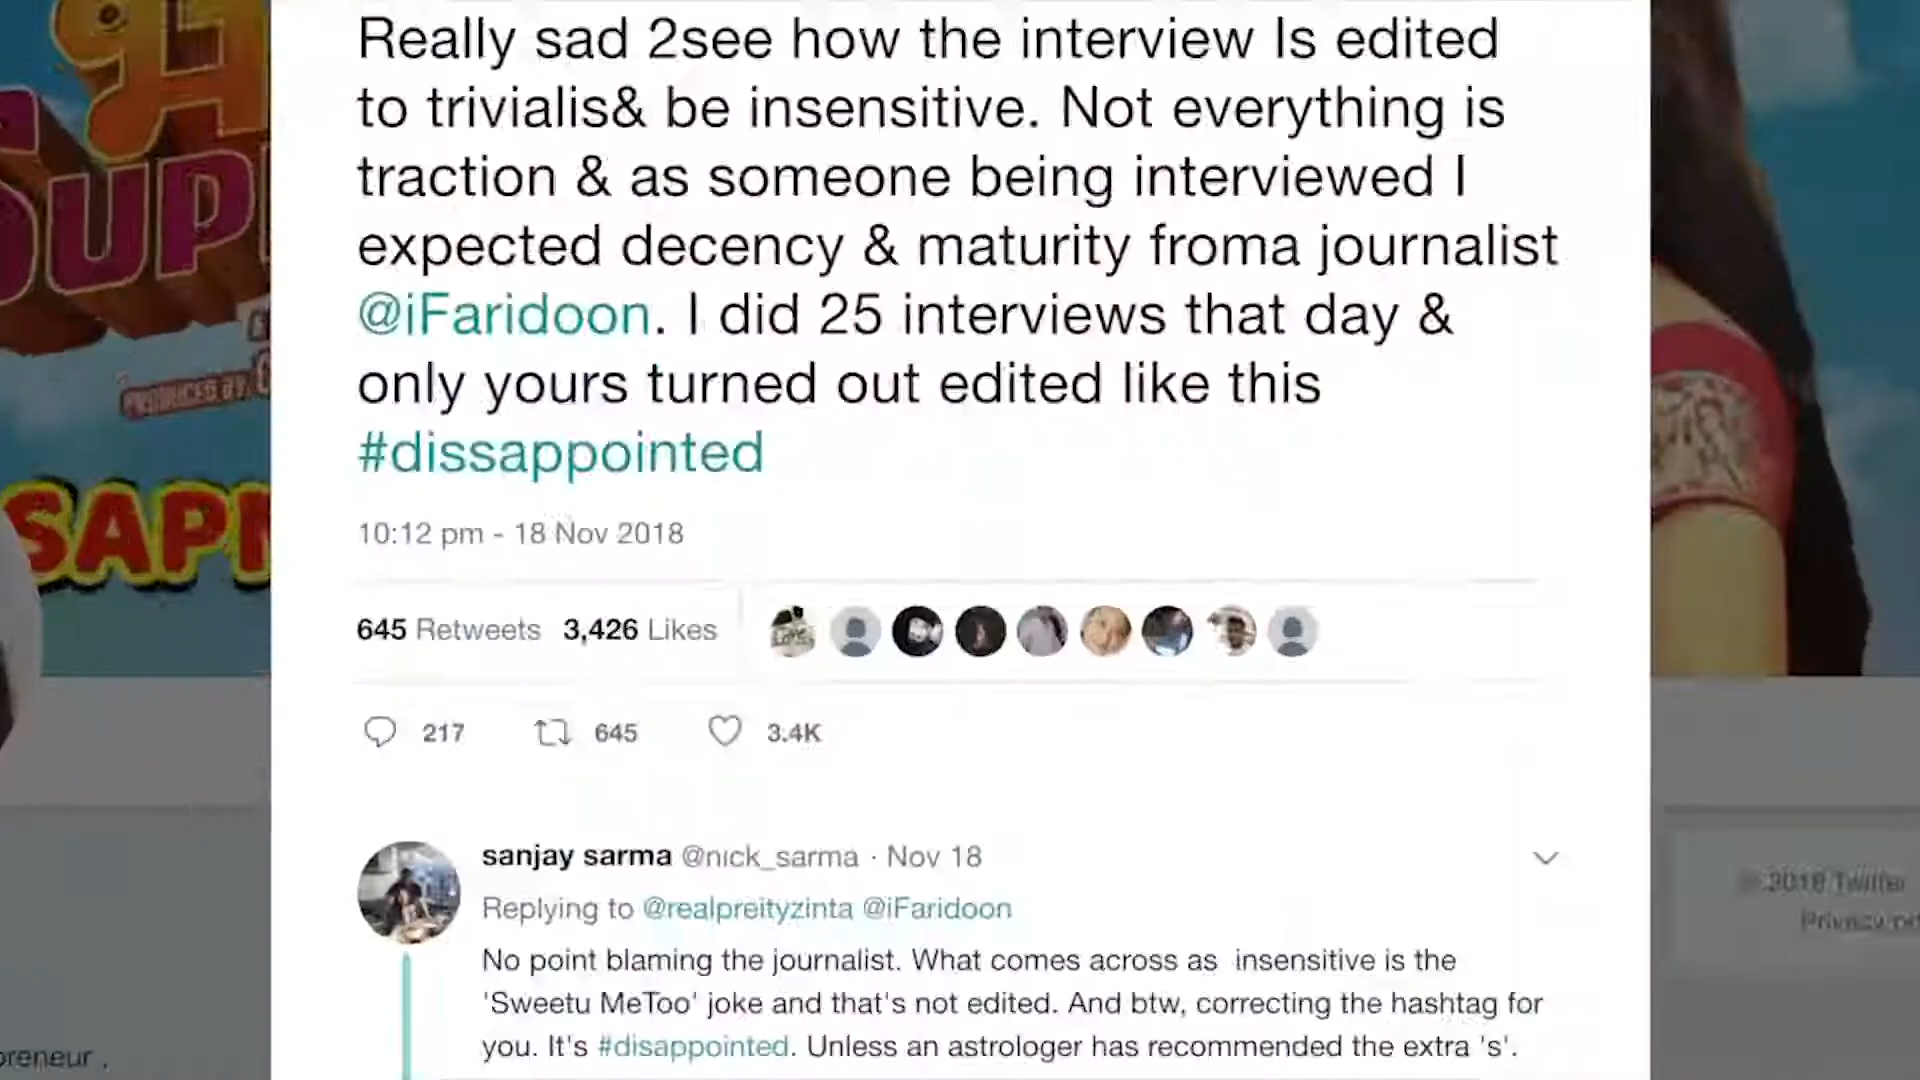 Really sad 2see how the interview Is edited
to trivialis& be insensitive. Not everything is
traction & as someone being interviewed I
expected decency & maturity froma journalist
@iFaridoon. I did 25 interviews that day &
only yours turned out edited like this
#dissappointed
10:12 pm - 18 Nov 2018
645 Retweets 3,426 Likes
217 645 3.4K
sanjay sarma @nick_sarma · Nov 18
Replying to @realpreityzinta @iFaridoon
No point blaming the journalist. What comes across as insensitive is the
'Sweetu MeToo' joke and that's not edited. And btw, correcting the hashtag for
you. It's #disappointed. Unless an astrologer has recommended the extra 's'.
SUP
PRODUCED BY
SAP
2018 Twitter
Privacy
preneur .